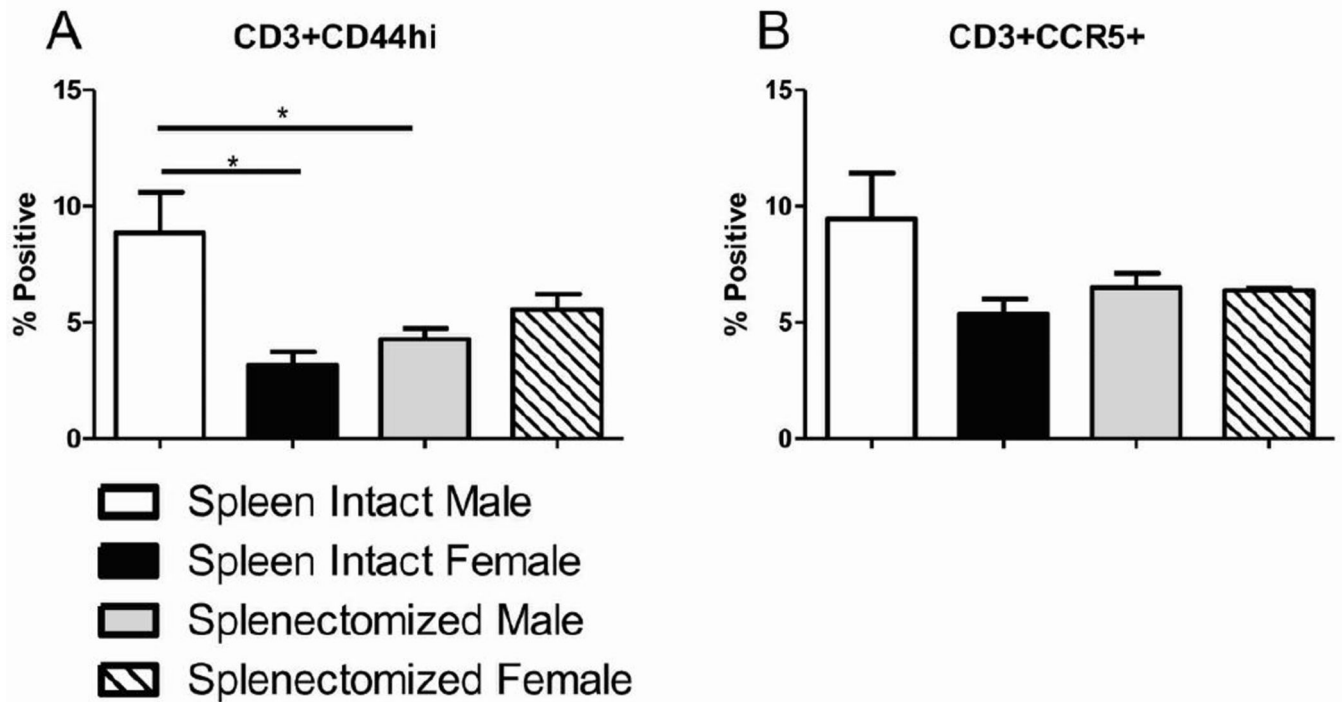 A
CD3+CD44hi
% Positive
15
10
5
0
*
*
B
CD3+CCR5+
% Positive
15
10
5
0
Spleen Intact Male
Spleen Intact Female
Splenectomized Male
Splenectomized Female